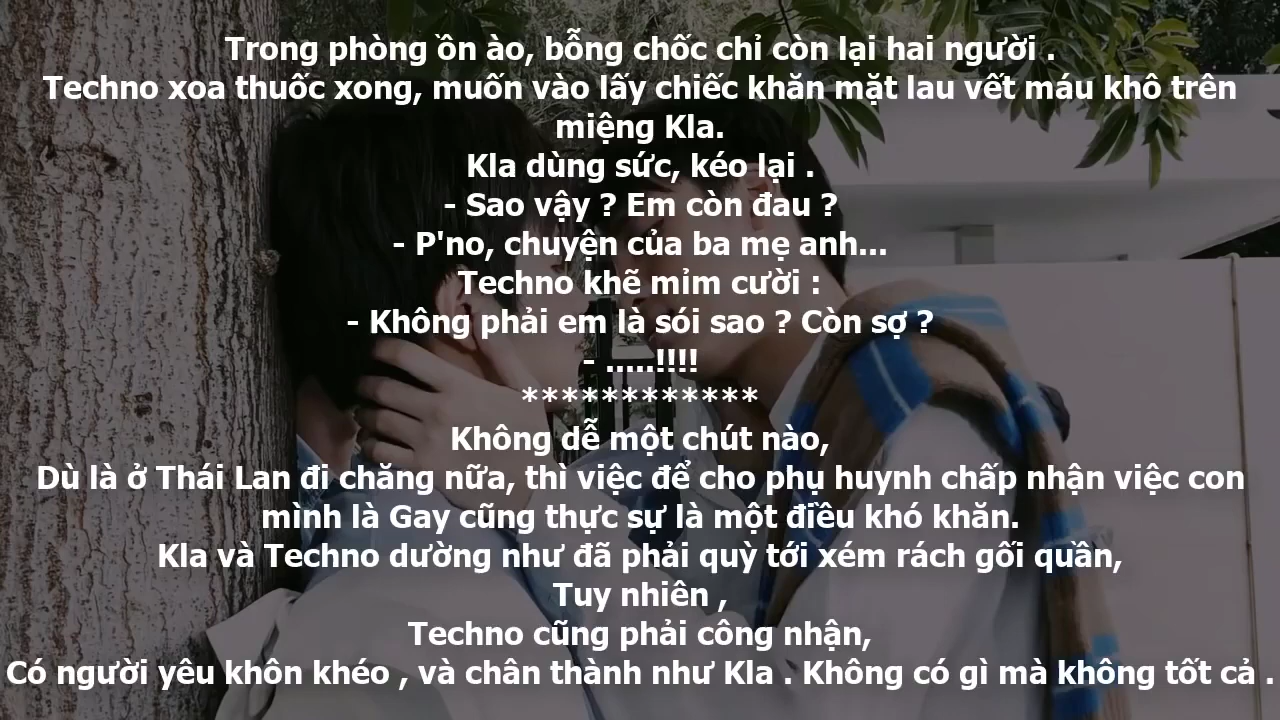 Trong phòng ồn ào, bỗng chốc chỉ còn lại hai người .
Techno xoa thuốc xong, muốn vào lấy chiếc khăn mặt lau vết máu khô trên
miệng Kla.
Kla dùng sức, kéo lại .
- Sao vậy ? Em còn đau ?
- P'no, chuyện của ba mẹ anh...
Techno khẽ mỉm cười :
- Không phải em là sói sao ? Còn sợ ?
- .....!!!!
************
Không dễ một chút nào,
Dù là ở Thái Lan đi chăng nữa, thì việc để cho phụ huynh chấp nhận việc con
mình là Gay cũng thực sự là một điều khó khăn.
Kla và Techno dường như đã phải quỳ tới xém rách gối quần,
Tuy nhiên ,
Techno cũng phải công nhận,
Có người yêu khôn khéo , và chân thành như Kla . Không có gì mà không tốt cả .